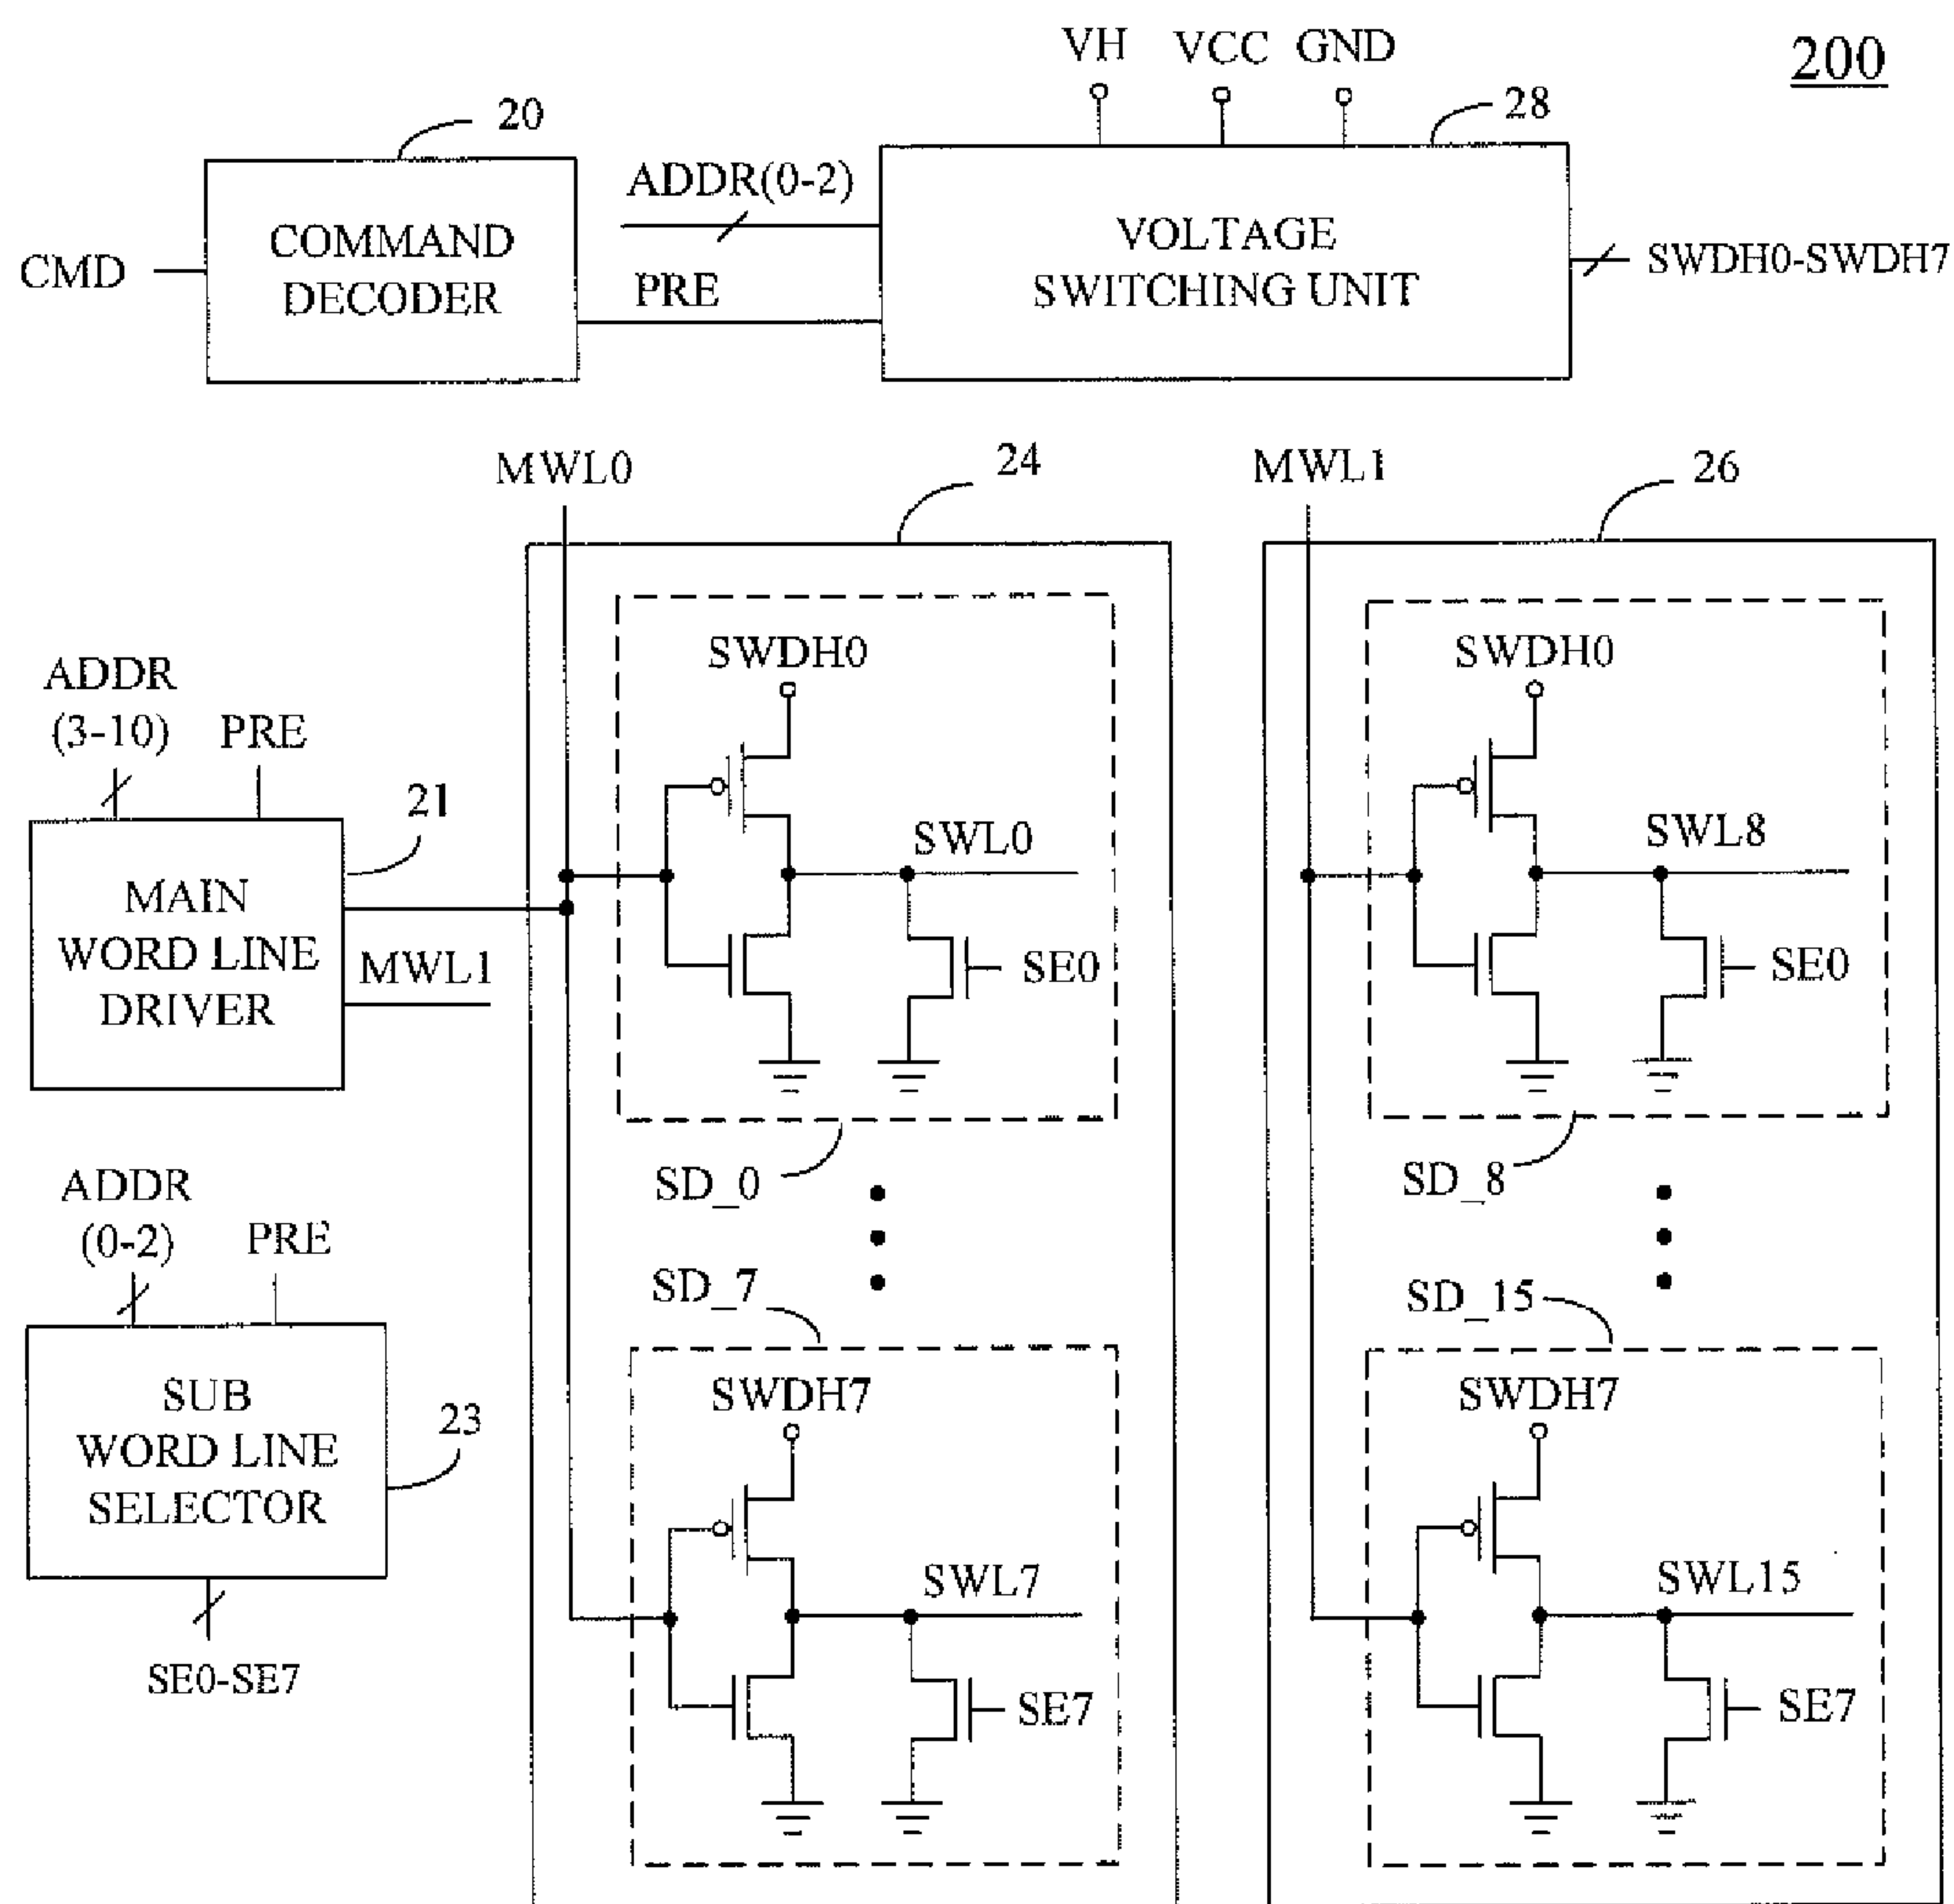 200
VH VCC GND
28
20
COMMAND
DECODER
CMD
ADDR(0-2)
PRE
VOLTAGE
SWITCHING UNIT
SWDH0-SWDH7
MWL0
24
MWL1
26
ADDR
(3-10)
PRE
21
MAIN
WORD LINE
DRIVER
MWL1
SWDH0
SWL0
SE0
SD_0
SWDH0
SWL8
SE0
SD_8
ADDR
(0-2)
PRE
SUB
WORD LINE
SELECTOR
23
SE0-SE7
SD_7
SWDH7
SWL7
SE7
SD_15
SWDH7
SWL15
SE7